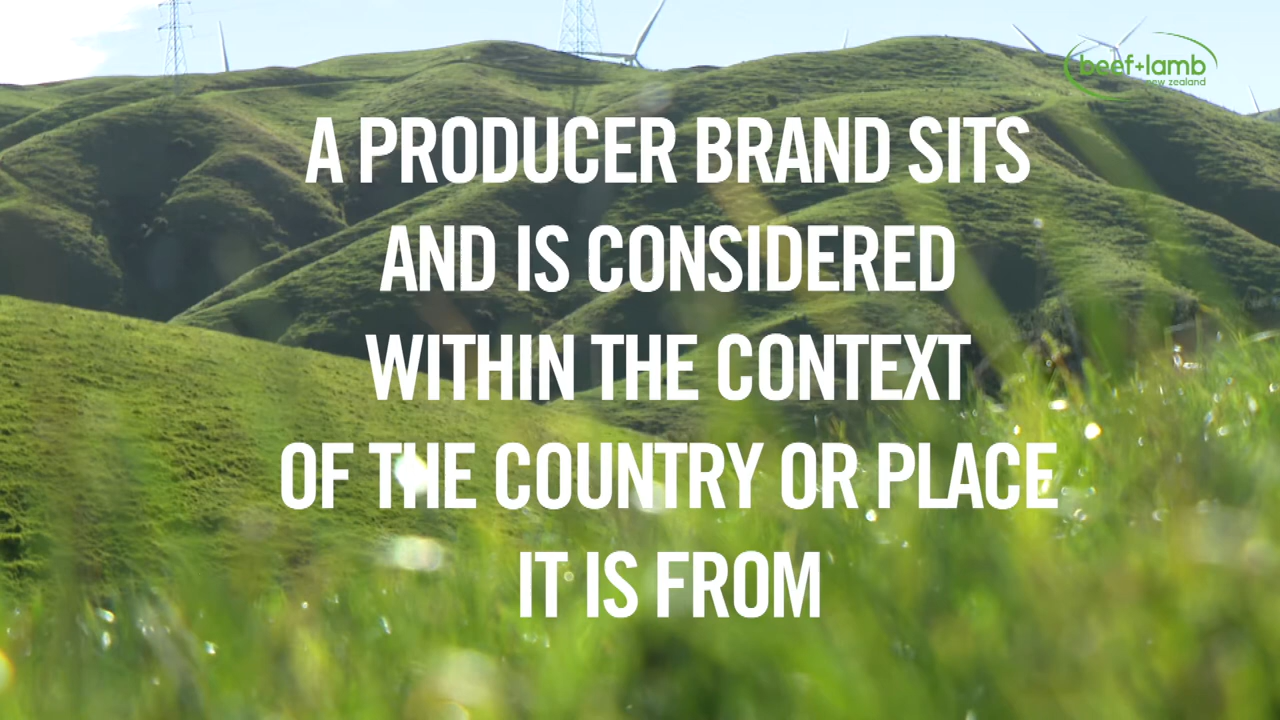 beef+lamb
new zealand
A PRODUCER BRAND SITS
AND IS CONSIDERED
WITHIN THE CONTEXT
OF THE COUNTRY OR PLACE
IT IS FROM